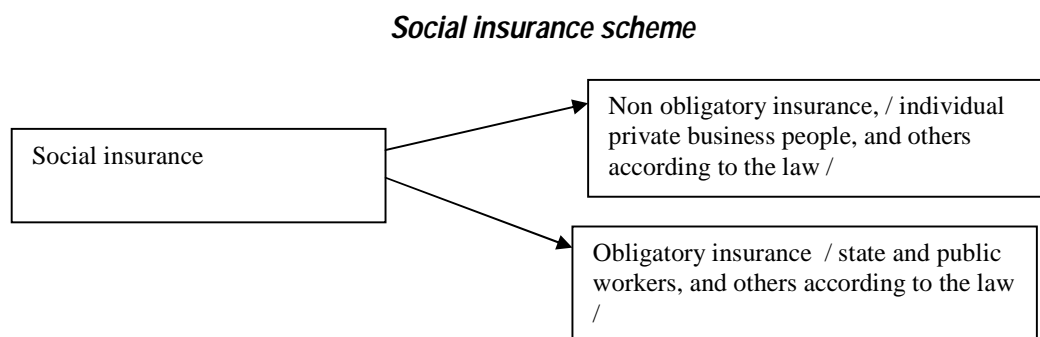 Social insurance scheme
Social insurance
Non obligatory insurance, / individual
private business people, and others
according to the law /
Obligatory insurance / state and public
workers, and others according to the law
/